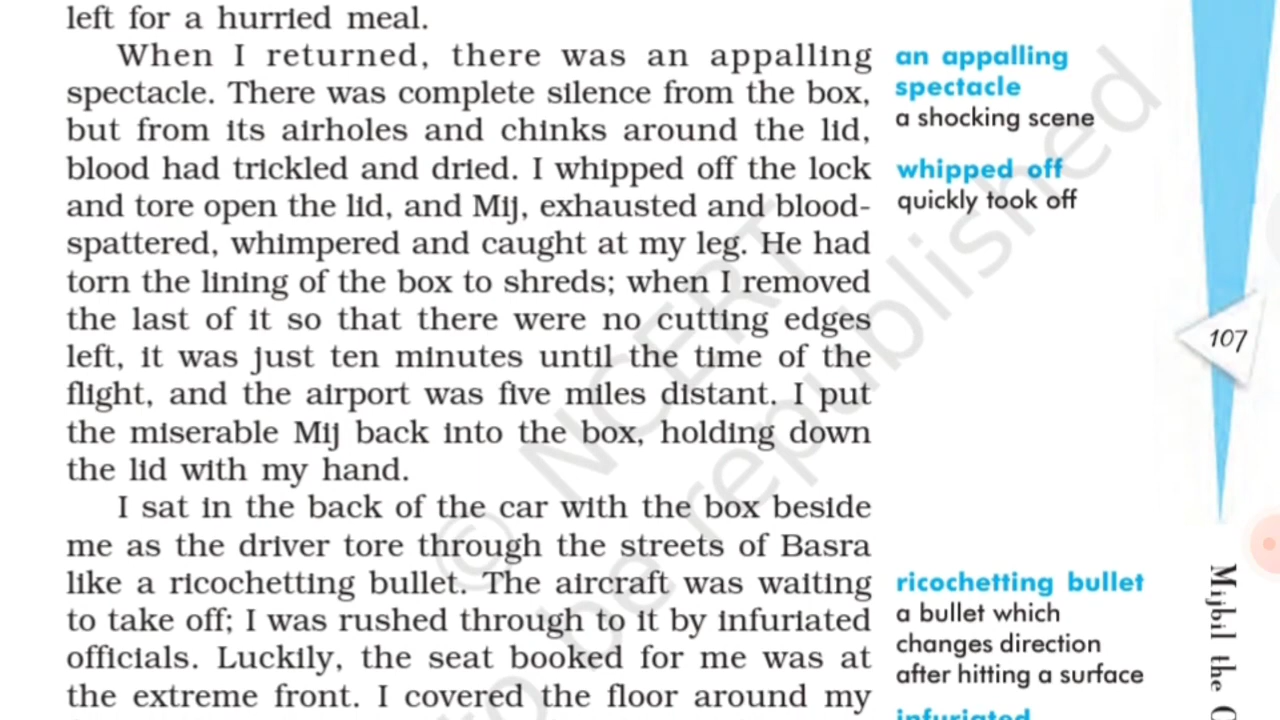 left for a hurried meal.
When I returned, there was an appalling
spectacle. There was complete silence from the box,
but from its airholes and chinks around the lid,
blood had trickled and dried. I whipped off the lock
and tore open the lid, and Mij, exhausted and blood-
spattered, whimpered and caught at my leg. He had
torn the lining of the box to shreds; when I removed
the last of it so that there were no cutting edges
left, it was just ten minutes until the time of the
flight, and the airport was five miles distant. I put
the miserable Mij back into the box, holding down
the lid with my hand.
I sat in the back of the car with the box beside
me as the driver tore through the streets of Basra
like a ricochetting bullet. The aircraft was waiting
to take off; I was rushed through to it by infuriated
officials. Luckily, the seat booked for me was at
the extreme front. I covered the floor around my
an appalling
spectacle
a shocking scene
whipped off
quickly took off
ricochetting bullet
a bullet which
changes direction
after hitting a surface
infuriated
107
Mijbil the
© NCERT
to be republished